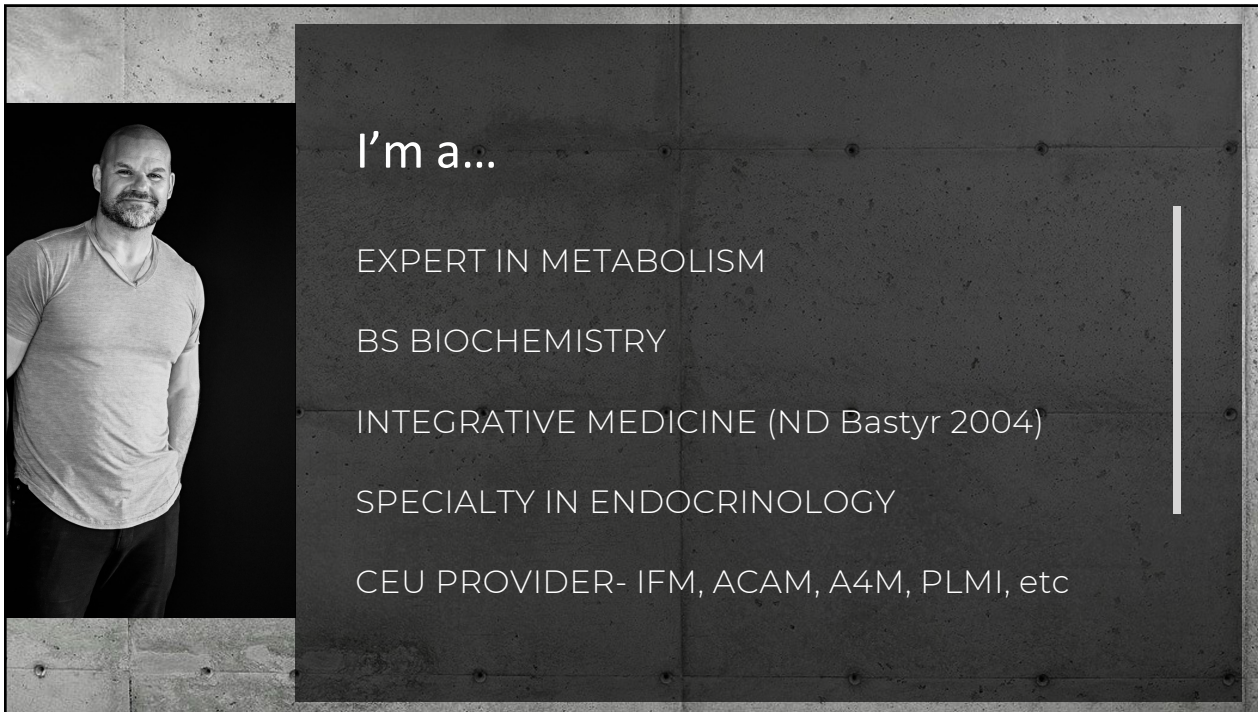 I’m a…
EXPERT IN METABOLISM
BS BIOCHEMISTRY
INTEGRATIVE MEDICINE (ND Bastyr 2004)
SPECIALTY IN ENDOCRINOLOGY
CEU PROVIDER- IFM, ACAM, A4M, PLMI, etc